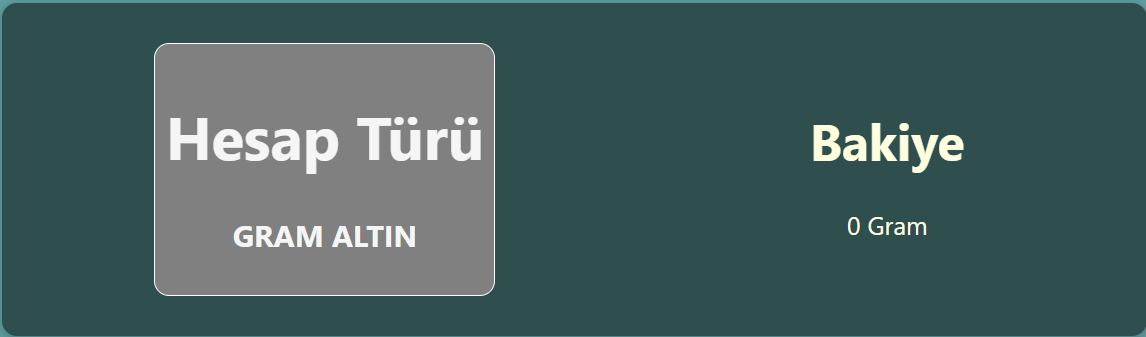 Hesap Türü
GRAM ALTIN
Bakiye
0 Gram